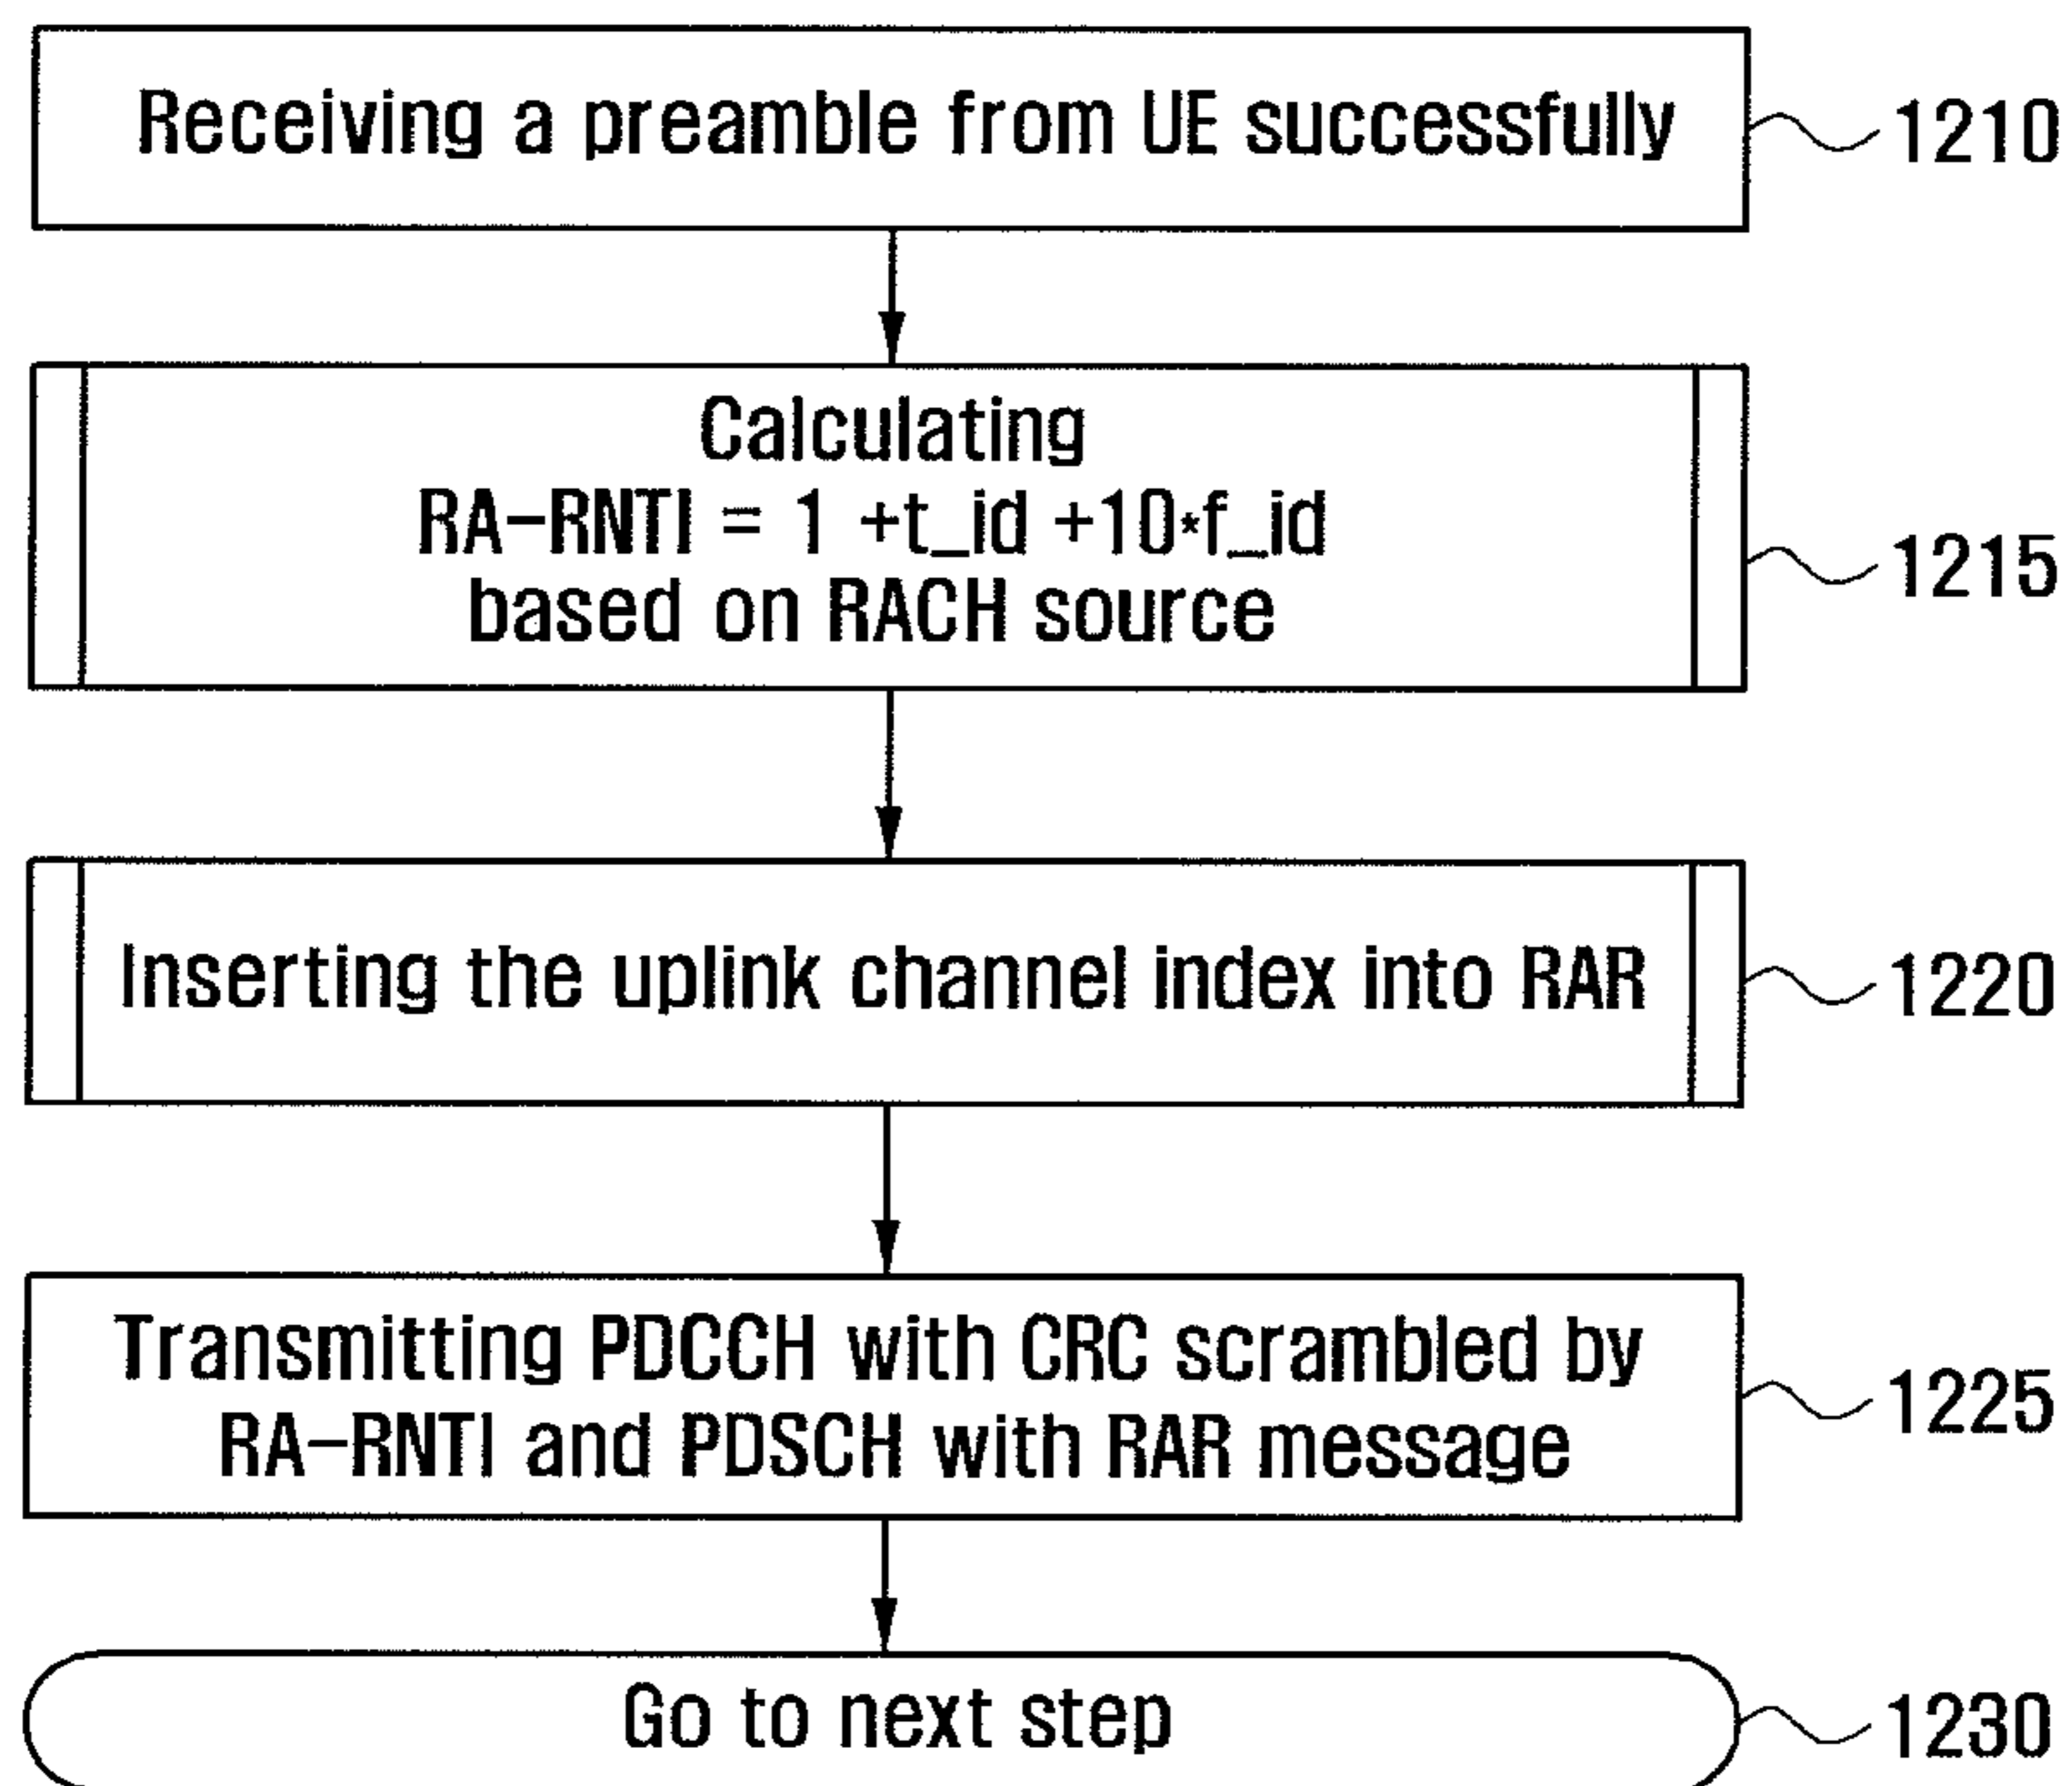 Receiving a preamble from UE successfully
1210
Calculating
RA-RNTI = 1 +t_id +10*f_id
based on RACH source
1215
Inserting the uplink channel index into RAR
1220
Transmitting PDCCH with CRC scrambled by
RA-RNTI and PDSCH with RAR message
1225
Go to next step
1230